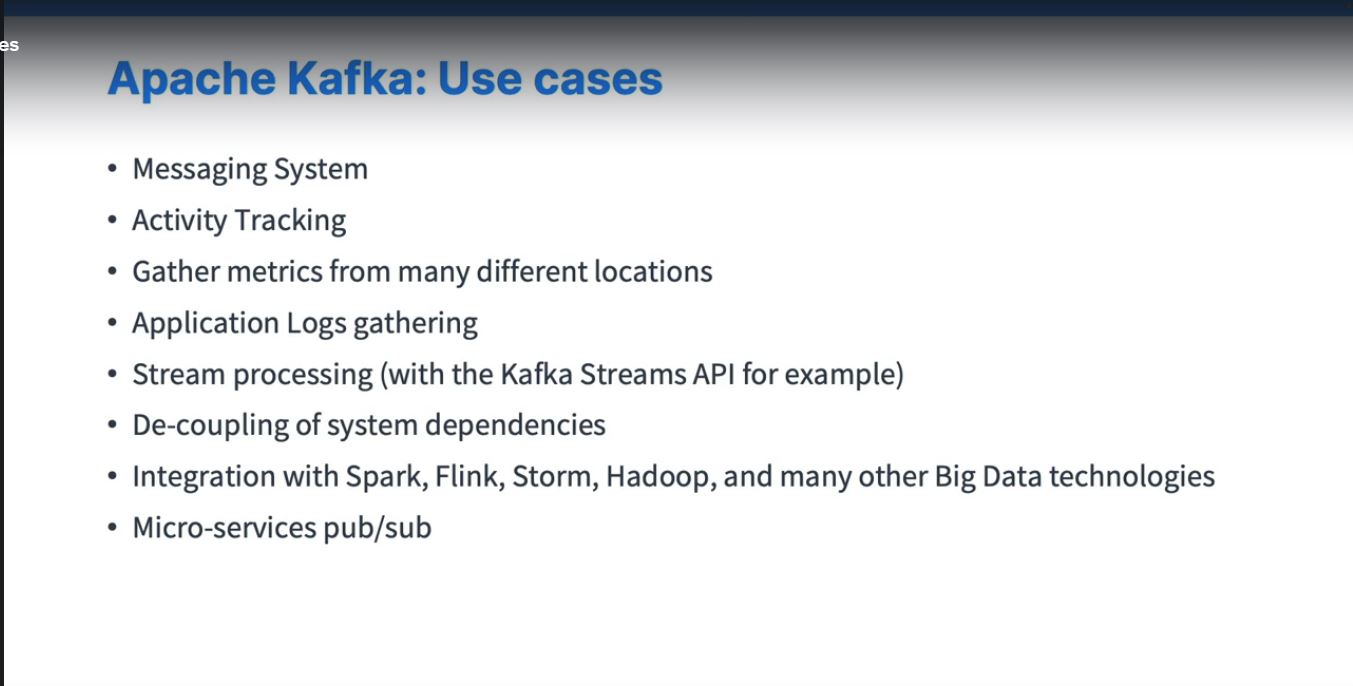 es
Apache Kafka: Use cases
• Messaging System
• Activity Tracking
• Gather metrics from many different locations
• Application Logs gathering
• Stream processing (with the Kafka Streams API for example)
• De-coupling of system dependencies
• Integration with Spark, Flink, Storm, Hadoop, and many other Big Data technologies
• Micro-services pub/sub